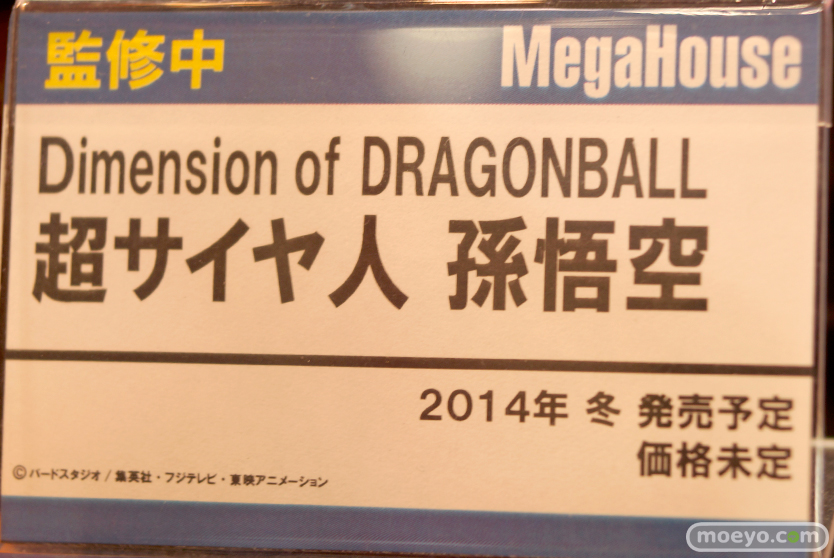 監修中 MegaHouse
Dimension of DRAGONBALL
超サイヤ人 孫悟空
2014年 冬 発売予定
価格未定
©バードスタジオ / 集英社・フジテレビ・東映アニメーション
moeyo.com